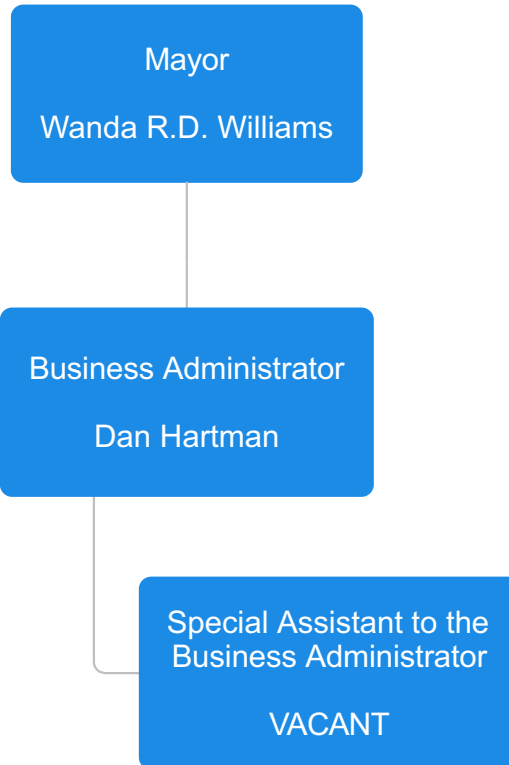 Mayor
Wanda R.D. Williams
Business Administrator
Dan Hartman
Special Assistant to the
Business Administrator
VACANT